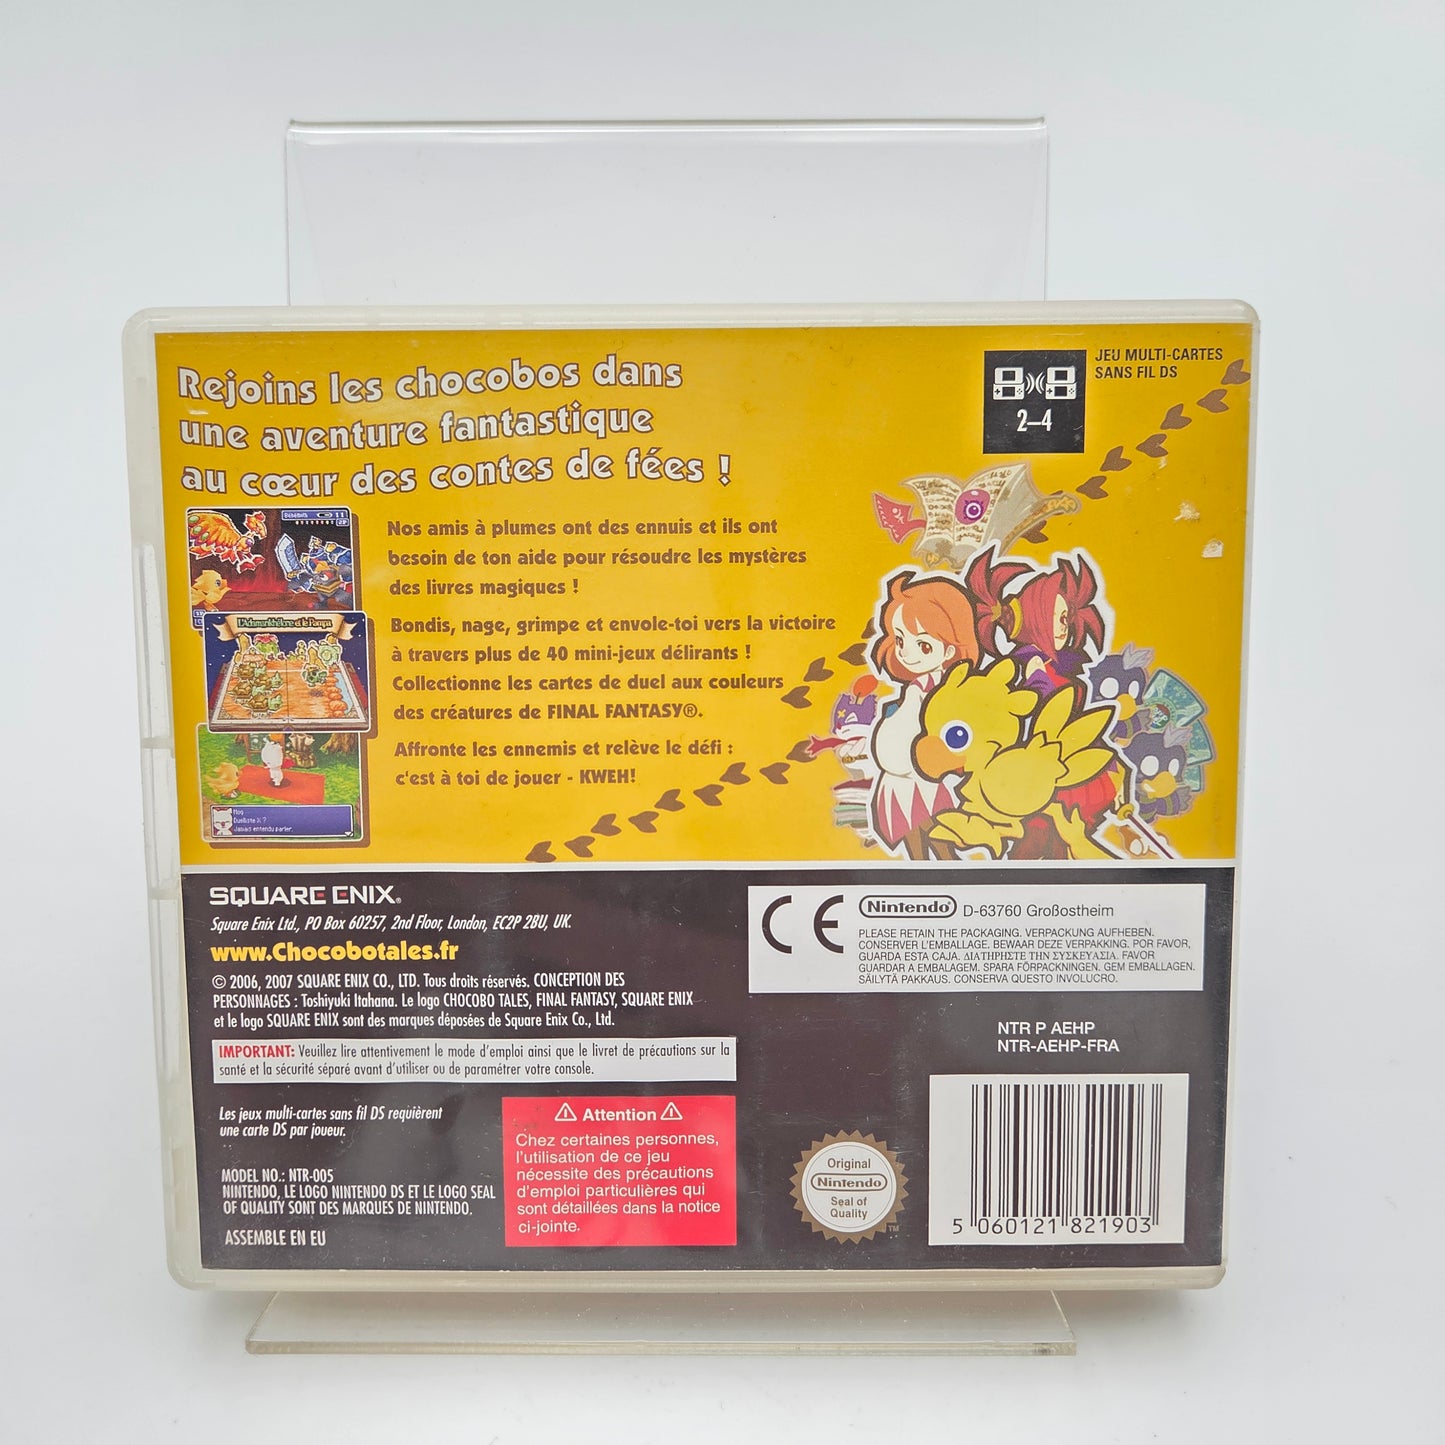 Rejoins les chocobos dans
une aventure fantastique
au cœur des contes de fées !
JEU MULTI-CARTES
SANS FIL DS
2–4
Nos amis à plumes ont des ennuis et ils ont
besoin de ton aide pour résoudre les mystères
des livres magiques !
Bondis, nage, grimpe et envole-toi vers la victoire
à travers plus de 40 mini-jeux délirants !
Collectionne les cartes de duel aux couleurs
des créatures de FINAL FANTASY®.
Affronte les ennemis et relève le défi :
c'est à toi de jouer - KWEH!
Béhémoth
11
2P
Mog
Duelliste X ?
Jamais entendu parler.
SQUARE ENIX®
Square Enix Ltd., PO Box 60257, 2nd Floor, London, EC2P 2BU, UK.
www.Chocobotales.fr
© 2006, 2007 SQUARE ENIX CO., LTD. Tous droits réservés. CONCEPTION DES
PERSONNAGES : Toshiyuki Itahana. Le logo CHOCOBO TALES, FINAL FANTASY, SQUARE ENIX
et le logo SQUARE ENIX sont des marques déposées de Square Enix Co., Ltd.
IMPORTANT: Veuillez lire attentivement le mode d'emploi ainsi que le livret de précautions sur la
santé et la sécurité séparé avant d'utiliser ou de paramétrer votre console.
Les jeux multi-cartes sans fil DS requièrent
une carte DS par joueur.
MODEL NO.: NTR-005
NINTENDO, LE LOGO NINTENDO DS ET LE LOGO SEAL
OF QUALITY SONT DES MARQUES DE NINTENDO.
ASSEMBLE EN EU
⚠ Attention ⚠
Chez certaines personnes,
l'utilisation de ce jeu
nécessite des précautions
d'emploi particulières qui
sont détaillées dans la notice
ci-jointe.
CE
Nintendo® D-63760 Großostheim
PLEASE RETAIN THE PACKAGING. VERPACKUNG AUFHEBEN.
CONSERVER L'EMBALLAGE. BEWAAR DEZE VERPAKKING. POR FAVOR,
GUARDA ESTA CAJA. ΔΙΑΤΗΡΗΣΤΕ ΤΗΝ ΣΥΣΚΕΥΑΣΙΑ. FAVOR
GUARDAR A EMBALAGEM. SPARA FÖRPACKNINGEN. GEM EMBALLAGEN.
SÄILYTÄ PAKKAUS. CONSERVA QUESTO INVOLUCRO.
NTR P AEHP
NTR-AEHP-FRA
Original
Nintendo
Seal of
Quality
TM
5 060121 821903